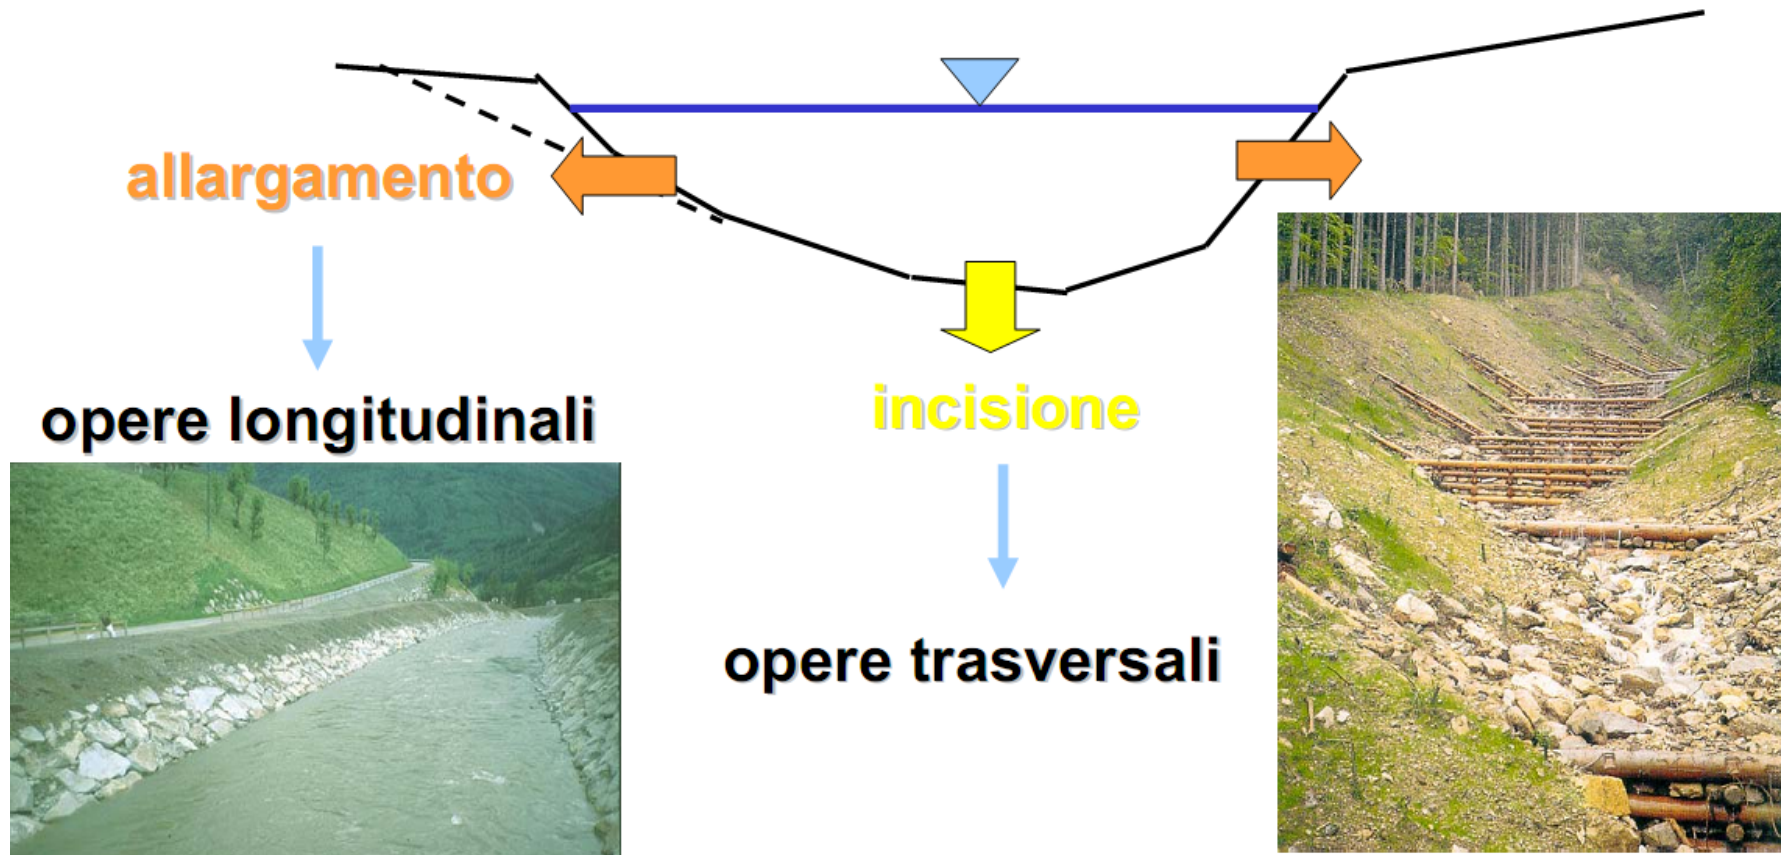 allargamento
opere longitudinali
incisione
opere trasversali